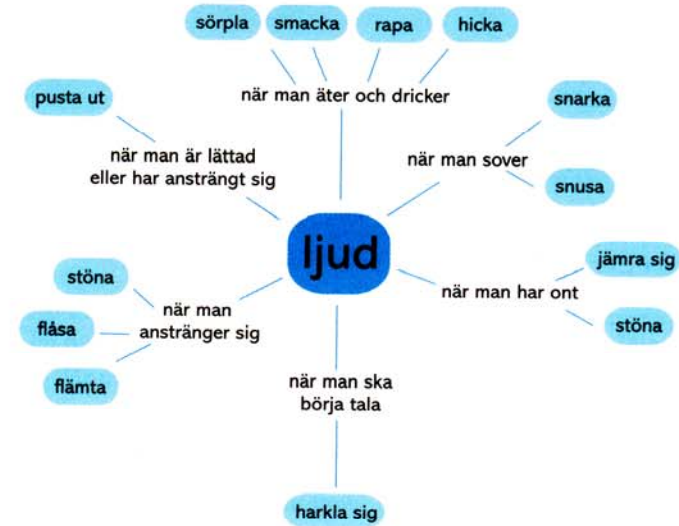 sörpla
smacka
rapa
hicka
när man äter och dricker
pusta ut
när man är lättad
eller har ansträngt sig
snarka
när man sover
snusa
ljud
jämra sig
när man har ont
stöna
stöna
när man
anstränger sig
flåsa
flämta
när man ska
börja tala
harkla sig